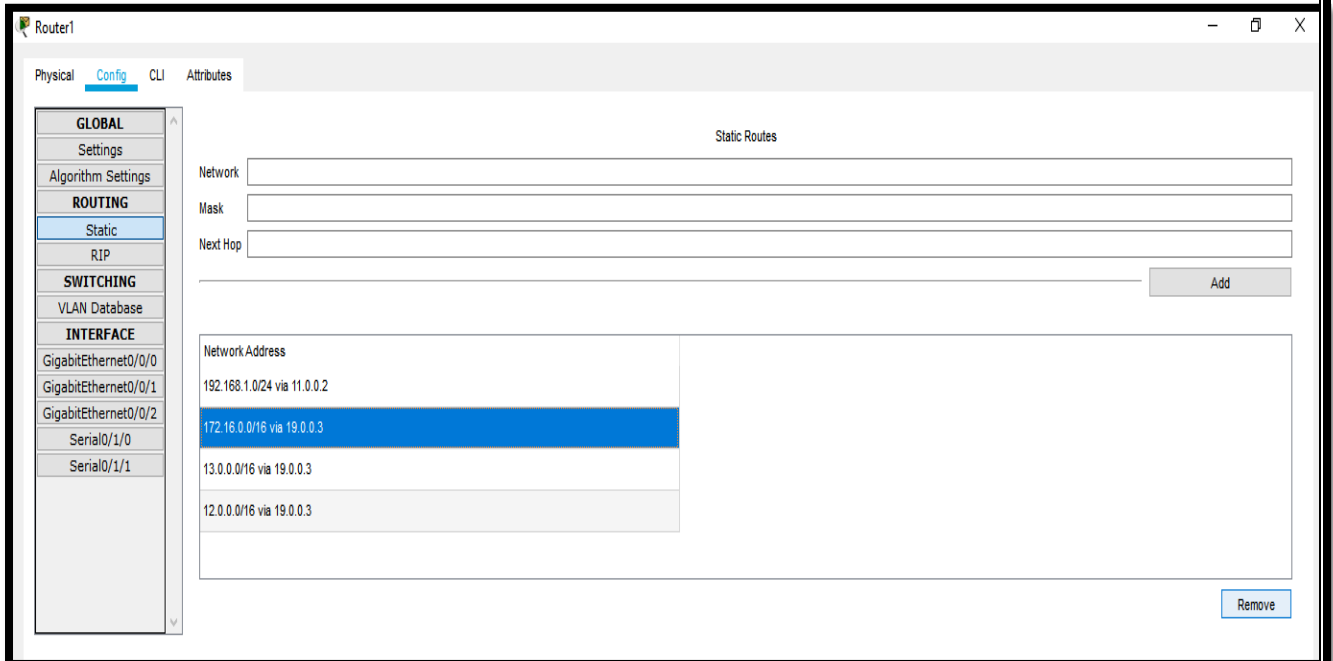 Router1
Physical Config CLI Attributes
GLOBAL
Settings
Algorithm Settings
ROUTING
Static
RIP
SWITCHING
VLAN Database
INTERFACE
GigabitEthernet0/0/0
GigabitEthernet0/0/1
GigabitEthernet0/0/2
Serial0/1/0
Serial0/1/1
Static Routes
Network
Mask
Next Hop
Add
Network Address
192.168.1.0/24 via 11.0.0.2
172.16.0.0/16 via 19.0.0.3
13.0.0.0/16 via 19.0.0.3
12.0.0.0/16 via 19.0.0.3
Remove